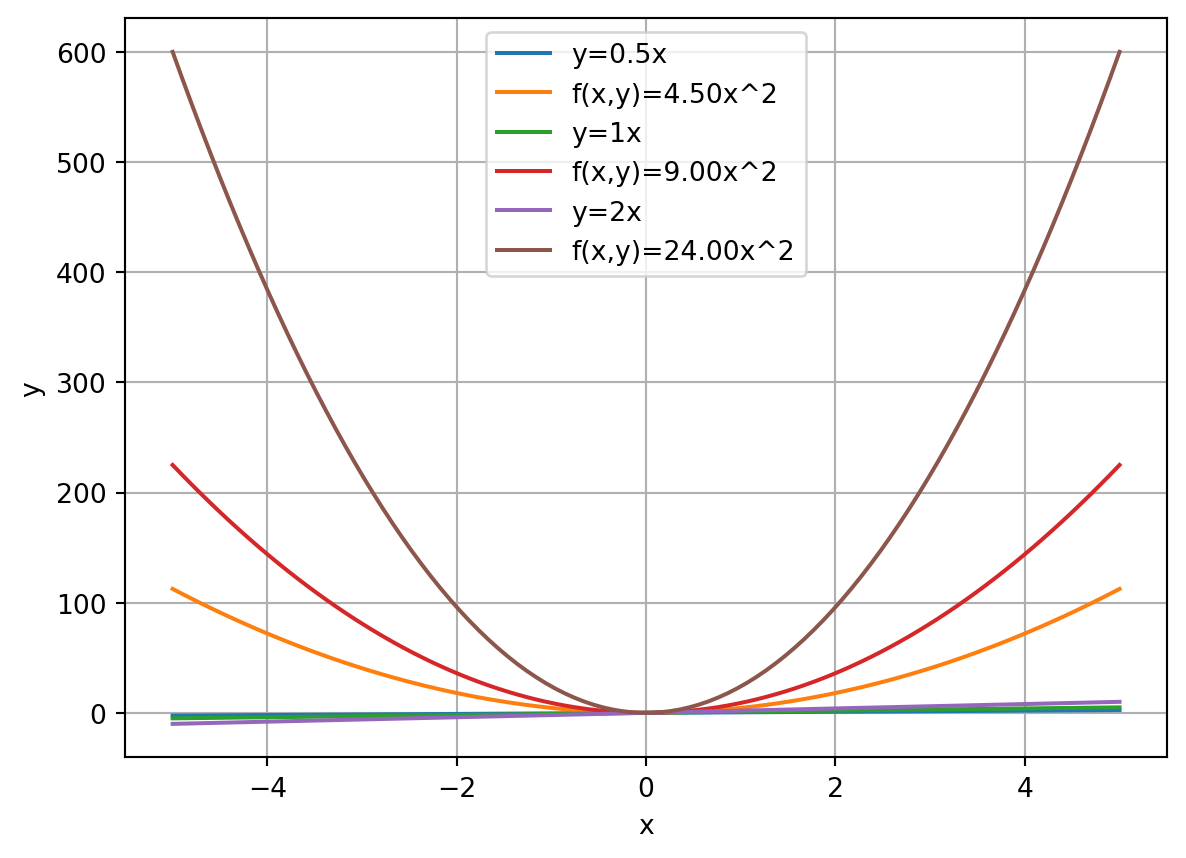 600
500
400
300
200
100
0
y
y=0.5x
f(x,y)=4.50x^2
y=1x
f(x,y)=9.00x^2
y=2x
f(x,y)=24.00x^2
−4 −2 0 2 4
x